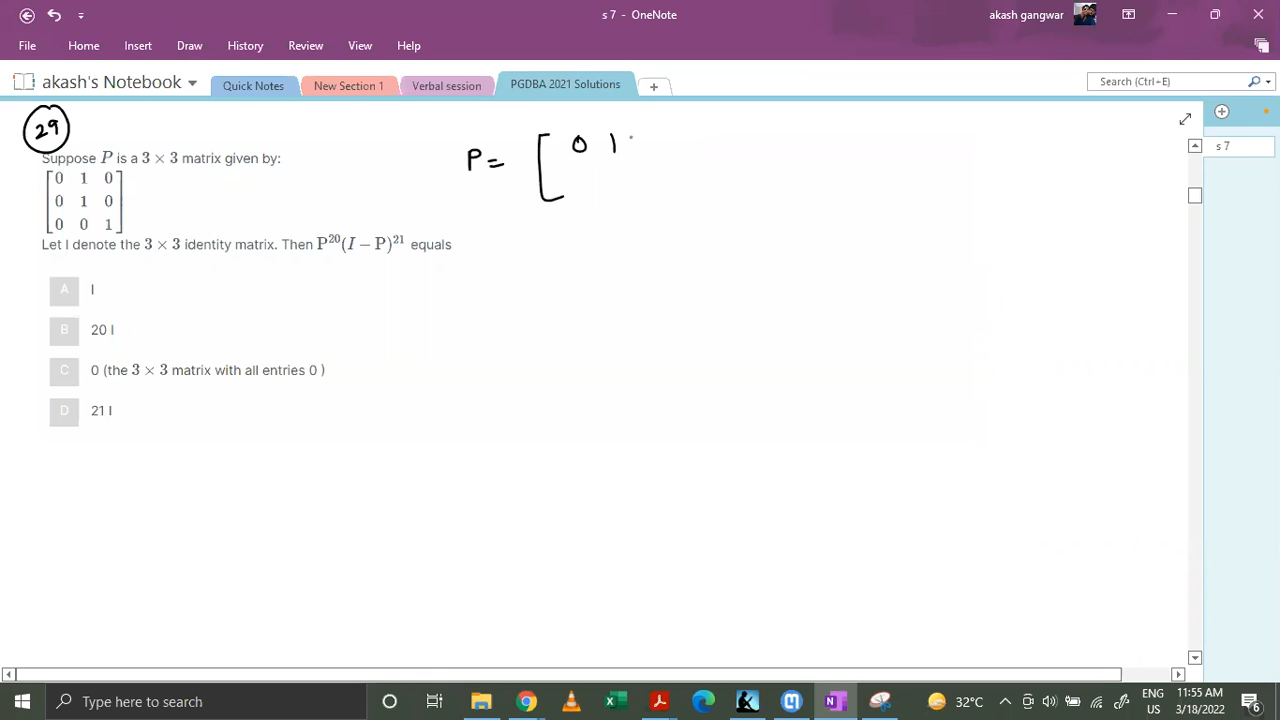 s 7 - OneNote
akash gangwar
File Home Insert Draw History Review View Help
akash's Notebook Quick Notes New Section 1 Verbal session PGDBA 2021 Solutions +
Search (Ctrl+E)
29
s 7
Suppose P is a 3 × 3 matrix given by:
P = [ 0 1
[0 1 0
0 1 0
0 0 1]
Let I denote the 3 × 3 identity matrix. Then P²⁰(I − P)²¹ equals
A I
B 20 I
C 0 (the 3 × 3 matrix with all entries 0 )
D 21 I
Type here to search
32°C
ENG
US
11:55 AM
3/18/2022
6